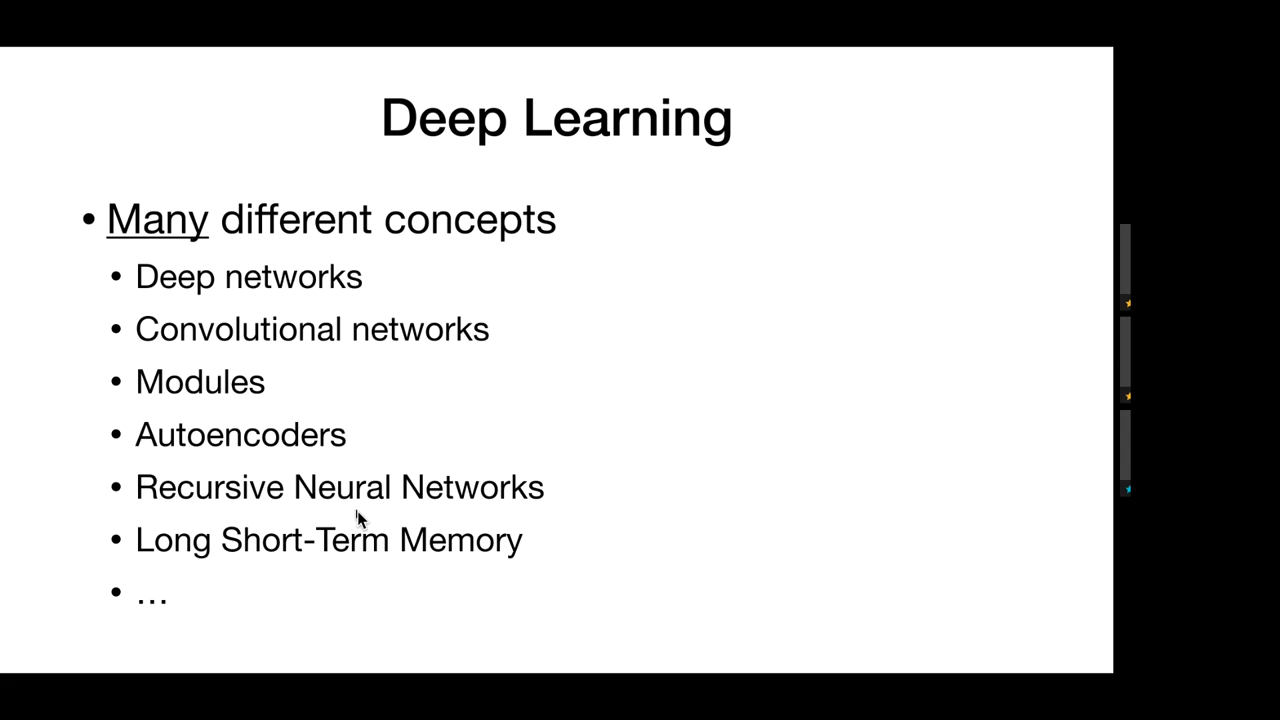 Deep Learning
• Many different concepts
• Deep networks
• Convolutional networks
• Modules
• Autoencoders
• Recursive Neural Networks
• Long Short-Term Memory
• …